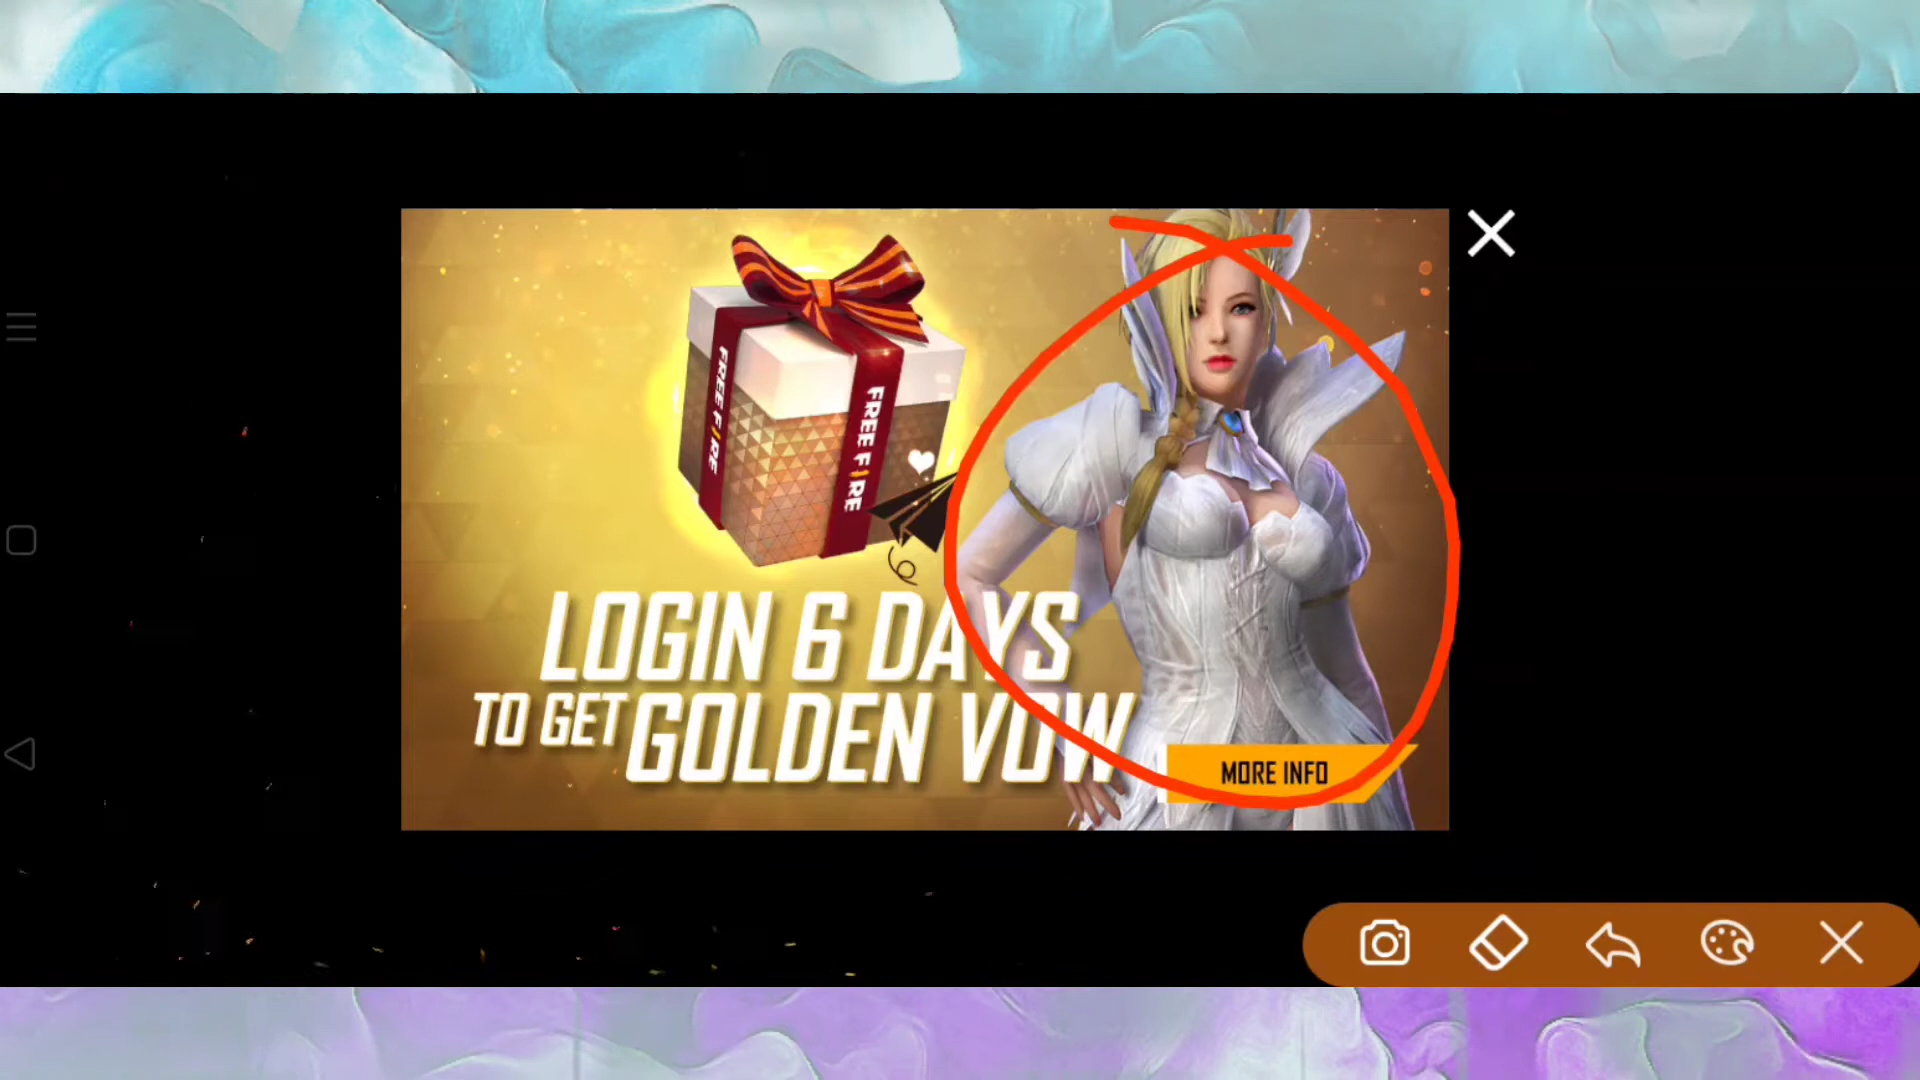 FREE FIRE
FREE FIRE
LOGIN 6 DAYS
TO GET GOLDEN VOW
MORE INFO